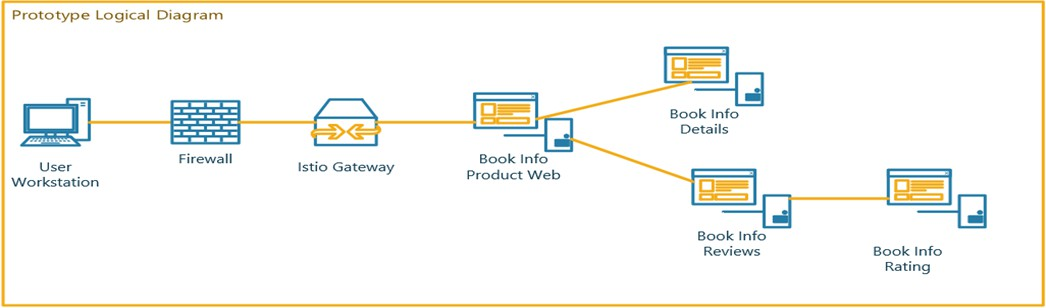 Prototype Logical Diagram
User
Workstation
Firewall
Istio Gateway
Book Info
Product Web
Book Info
Details
Book Info
Reviews
Book Info
Rating